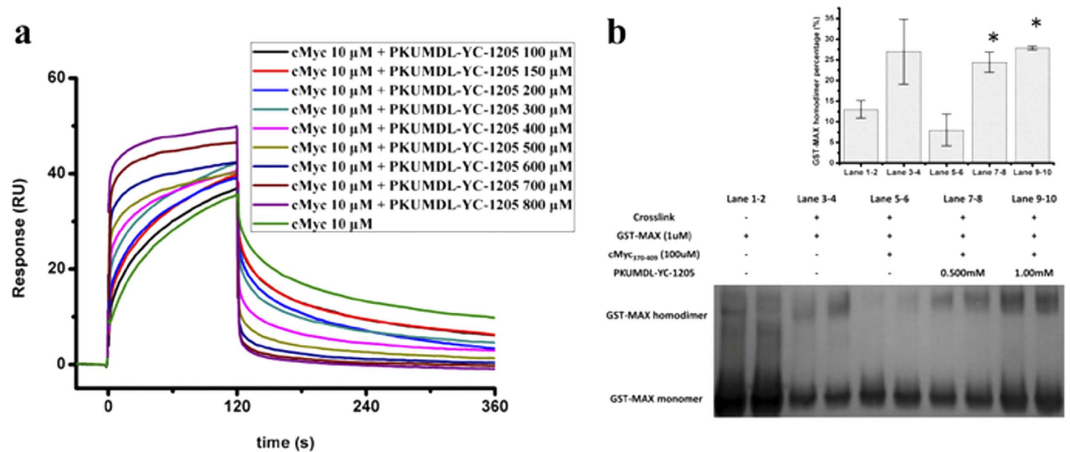 a
cMyc 10 µM + PKUMDL-YC-1205 100 µM
cMyc 10 µM + PKUMDL-YC-1205 150 µM
cMyc 10 µM + PKUMDL-YC-1205 200 µM
cMyc 10 µM + PKUMDL-YC-1205 300 µM
cMyc 10 µM + PKUMDL-YC-1205 400 µM
cMyc 10 µM + PKUMDL-YC-1205 500 µM
cMyc 10 µM + PKUMDL-YC-1205 600 µM
cMyc 10 µM + PKUMDL-YC-1205 700 µM
cMyc 10 µM + PKUMDL-YC-1205 800 µM
cMyc 10 µM
Response (RU)
60
40
20
0
0 120 240 360
time (s)
b
GST-MAX homodimer percentage (%)
35
30
25
20
15
10
5
0
* *
Lane 1-2 Lane 3-4 Lane 5-6 Lane 7-8 Lane 9-10
Lane 1-2 Lane 3-4 Lane 5-6 Lane 7-8 Lane 9-10
Crosslink - + + + +
GST-MAX (1uM) + + + + +
cMyc370-409 (100uM) - - + + +
PKUMDL-YC-1205 - - - 0.500mM 1.00mM
GST-MAX homodimer
GST-MAX monomer